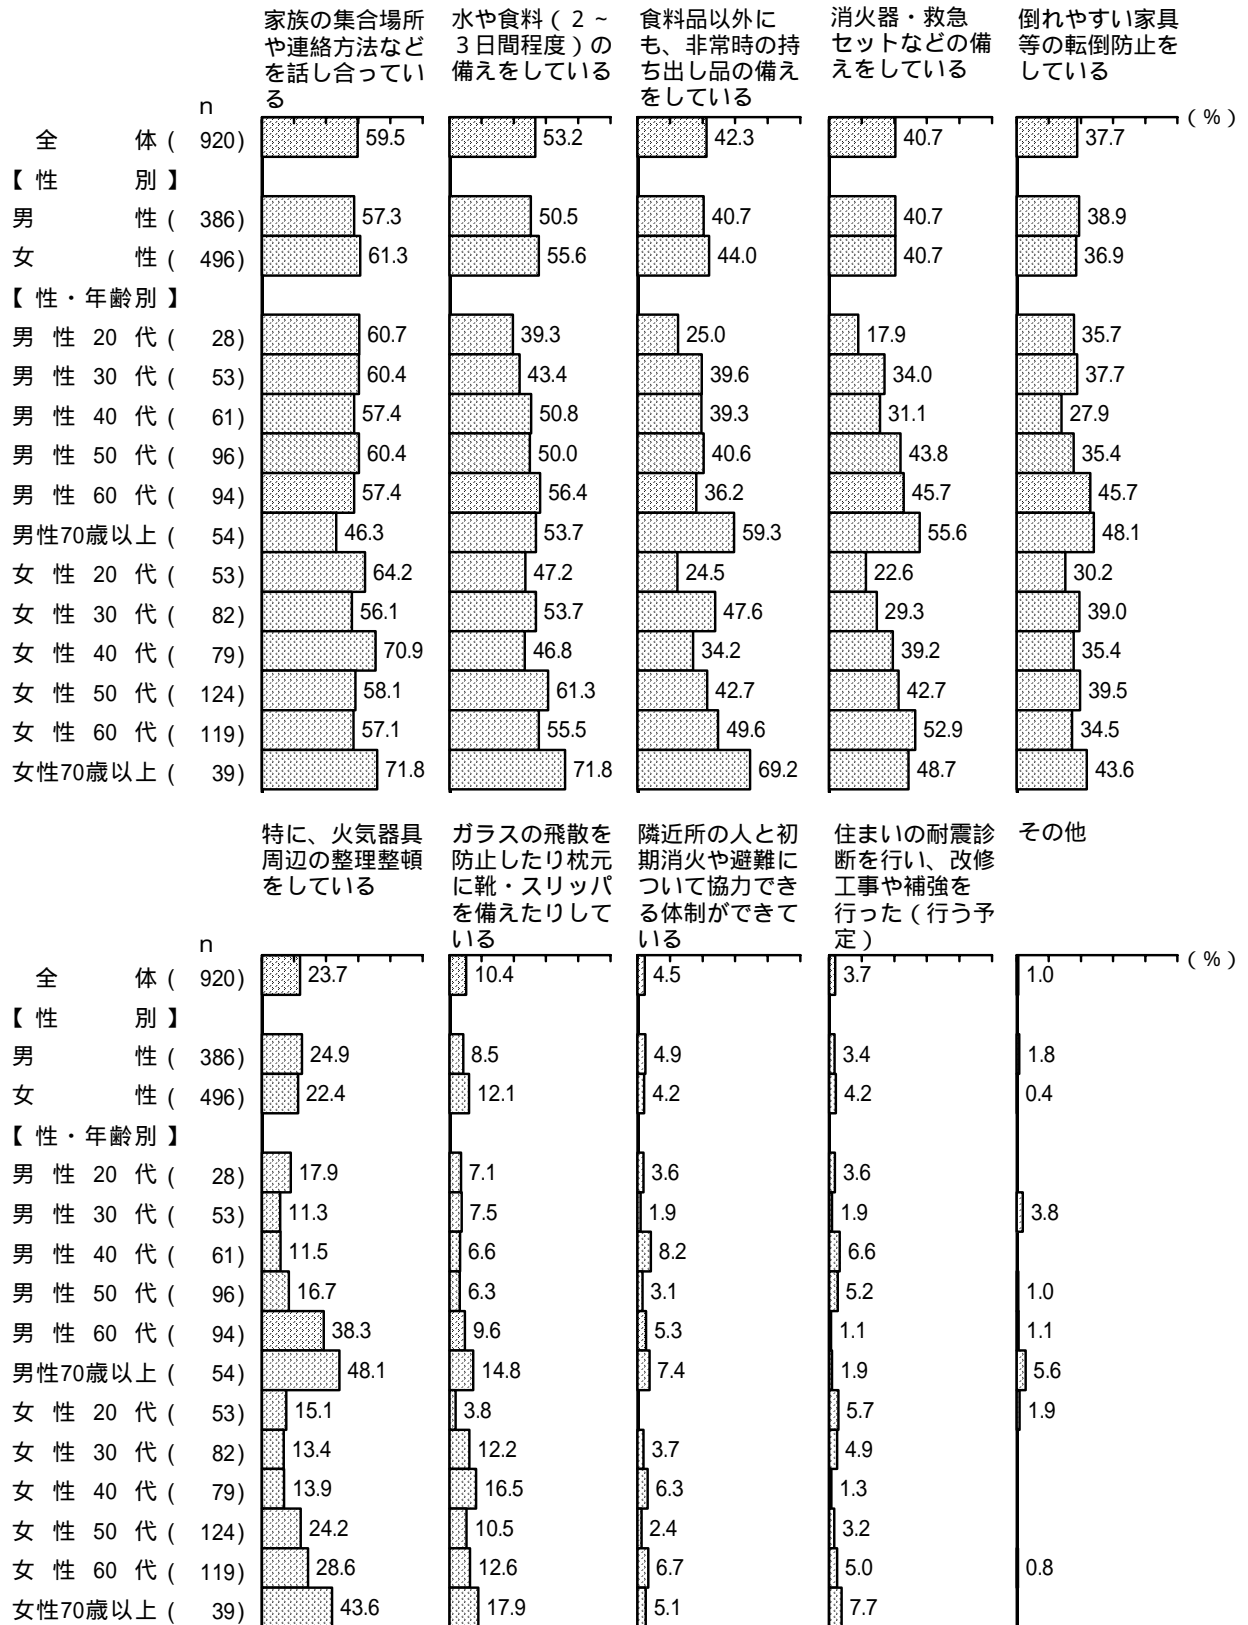 家族の集合場所
や連絡方法など
を話し合ってい
る
水や食料(2~
3日間程度)の
備えをしている
食料品以外に
も、非常時の持
ち出し品の備え
をしている
消火器・救急
セットなどの備
えをしている
倒れやすい家具
等の転倒防止を
している
n
(%)
全 体 ( 920) 59.5 53.2 42.3 40.7 37.7
【 性 別 】
男 性 ( 386) 57.3 50.5 40.7 40.7 38.9
女 性 ( 496) 61.3 55.6 44.0 40.7 36.9
【 性・年齢別 】
男 性 20 代 ( 28) 60.7 39.3 25.0 17.9 35.7
男 性 30 代 ( 53) 60.4 43.4 39.6 34.0 37.7
男 性 40 代 ( 61) 57.4 50.8 39.3 31.1 27.9
男 性 50 代 ( 96) 60.4 50.0 40.6 43.8 35.4
男 性 60 代 ( 94) 57.4 56.4 36.2 45.7 45.7
男性70歳以上 ( 54) 46.3 53.7 59.3 55.6 48.1
女 性 20 代 ( 53) 64.2 47.2 24.5 22.6 30.2
女 性 30 代 ( 82) 56.1 53.7 47.6 29.3 39.0
女 性 40 代 ( 79) 70.9 46.8 34.2 39.2 35.4
女 性 50 代 ( 124) 58.1 61.3 42.7 42.7 39.5
女 性 60 代 ( 119) 57.1 55.5 49.6 52.9 34.5
女性70歳以上 ( 39) 71.8 71.8 69.2 48.7 43.6
特に、火気器具
周辺の整理整頓
をしている
ガラスの飛散を
防止したり枕元
に靴・スリッパ
を備えたりして
いる
隣近所の人と初
期消火や避難に
ついて協力でき
る体制ができて
いる
住まいの耐震診
断を行い、改修
工事や補強を
行った(行う予
定)
その他
n
(%)
全 体 ( 920) 23.7 10.4 4.5 3.7 1.0
【 性 別 】
男 性 ( 386) 24.9 8.5 4.9 3.4 1.8
女 性 ( 496) 22.4 12.1 4.2 4.2 0.4
【 性・年齢別 】
男 性 20 代 ( 28) 17.9 7.1 3.6 3.6
男 性 30 代 ( 53) 11.3 7.5 1.9 1.9 3.8
男 性 40 代 ( 61) 11.5 6.6 8.2 6.6
男 性 50 代 ( 96) 16.7 6.3 3.1 5.2 1.0
男 性 60 代 ( 94) 38.3 9.6 5.3 1.1 1.1
男性70歳以上 ( 54) 48.1 14.8 7.4 1.9 5.6
女 性 20 代 ( 53) 15.1 3.8 5.7 1.9
女 性 30 代 ( 82) 13.4 12.2 3.7 4.9
女 性 40 代 ( 79) 13.9 16.5 6.3 1.3
女 性 50 代 ( 124) 24.2 10.5 2.4 3.2
女 性 60 代 ( 119) 28.6 12.6 6.7 5.0 0.8
女性70歳以上 ( 39) 43.6 17.9 5.1 7.7